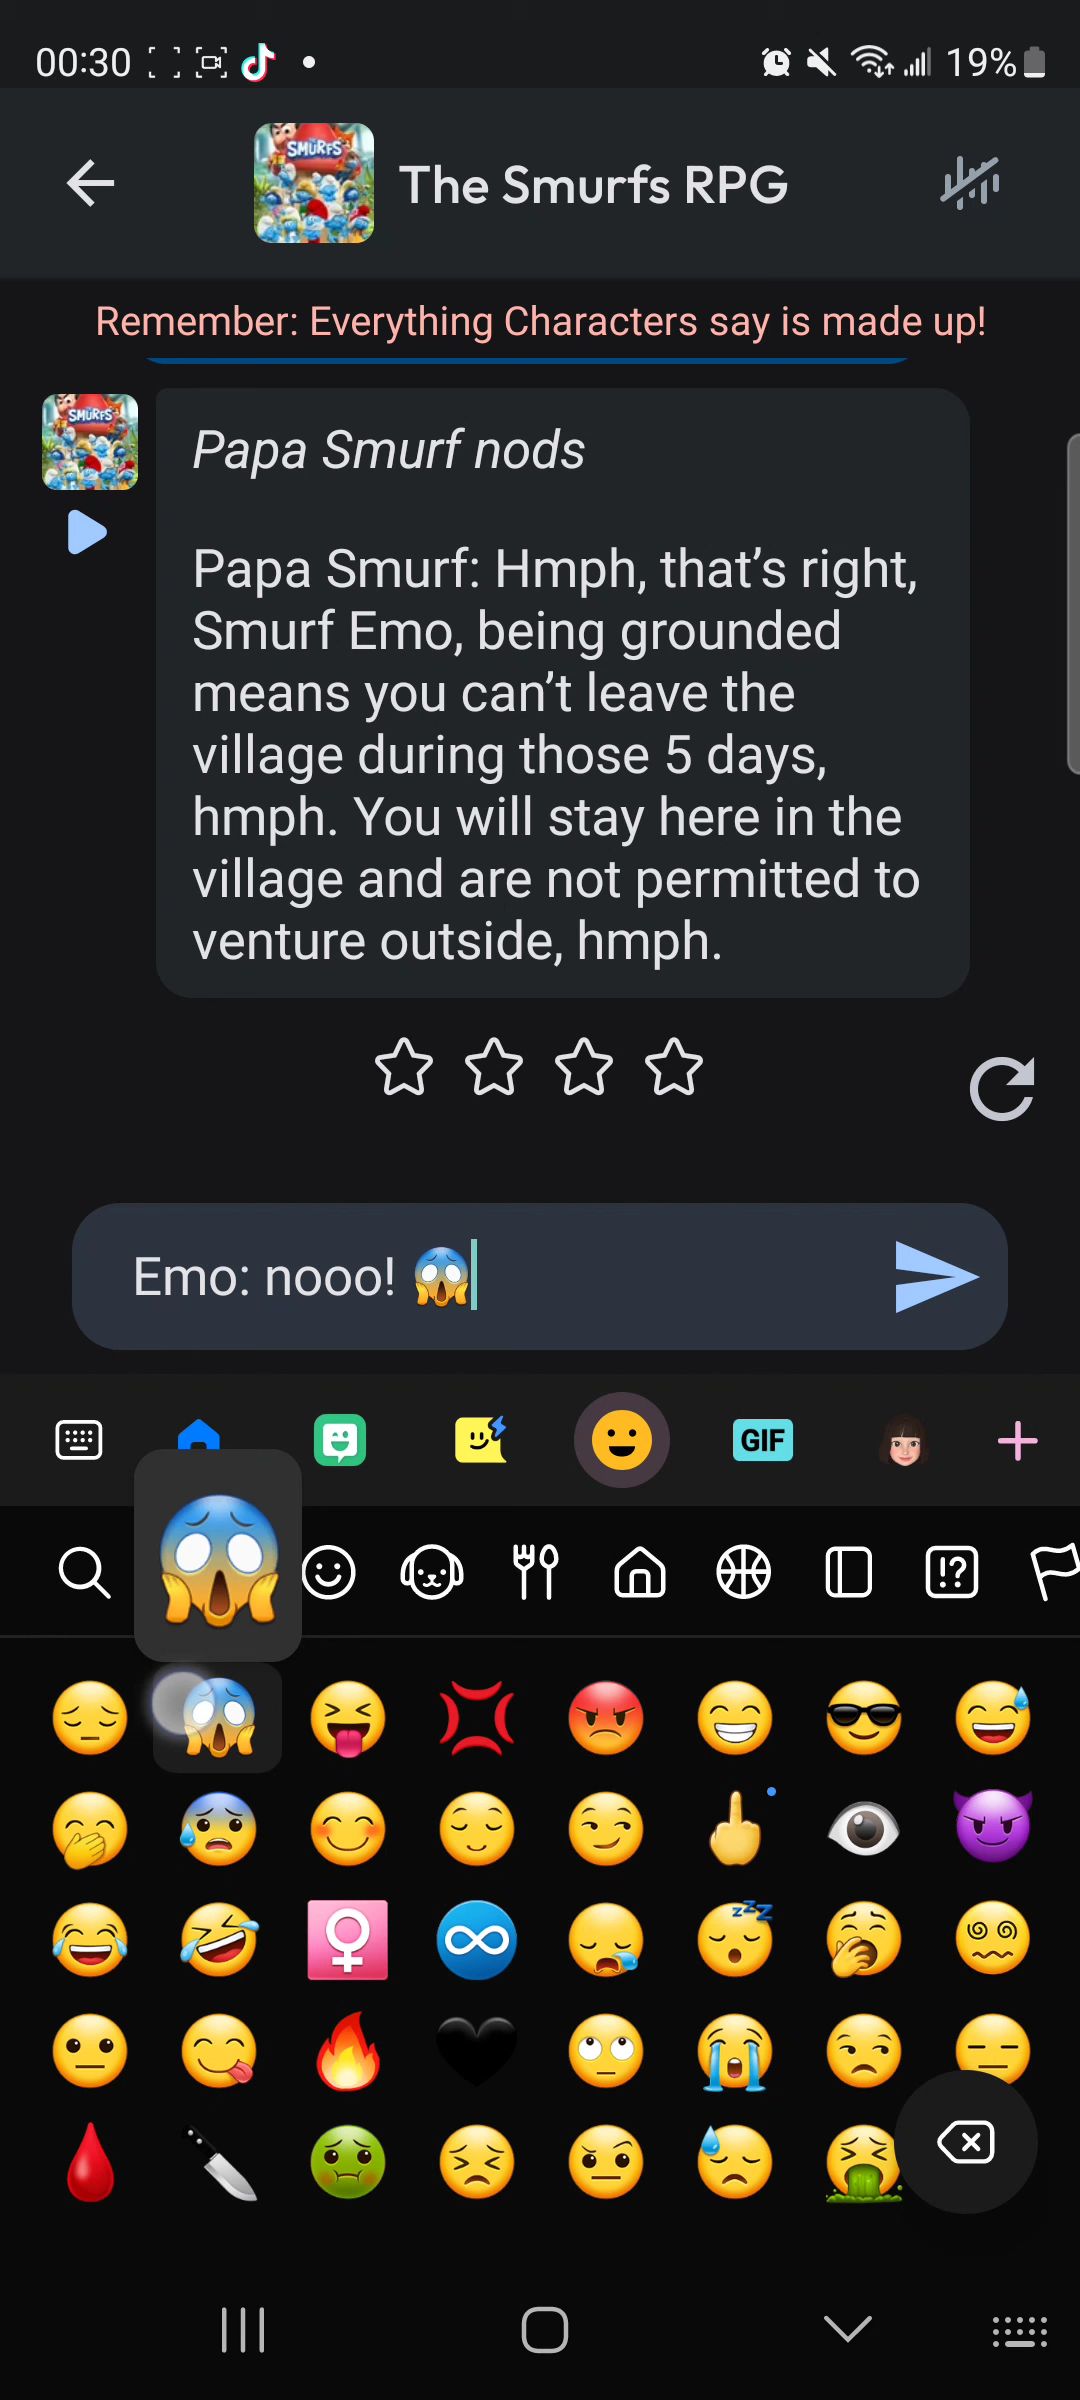 00:30
19%
SMURFS
The Smurfs RPG
Remember: Everything Characters say is made up!
SMURFS
Papa Smurf nods
Papa Smurf: Hmph, that’s right,
Smurf Emo, being grounded
means you can’t leave the
village during those 5 days,
hmph. You will stay here in the
village and are not permitted to
venture outside, hmph.
Emo: nooo! 😱
GIF
!?